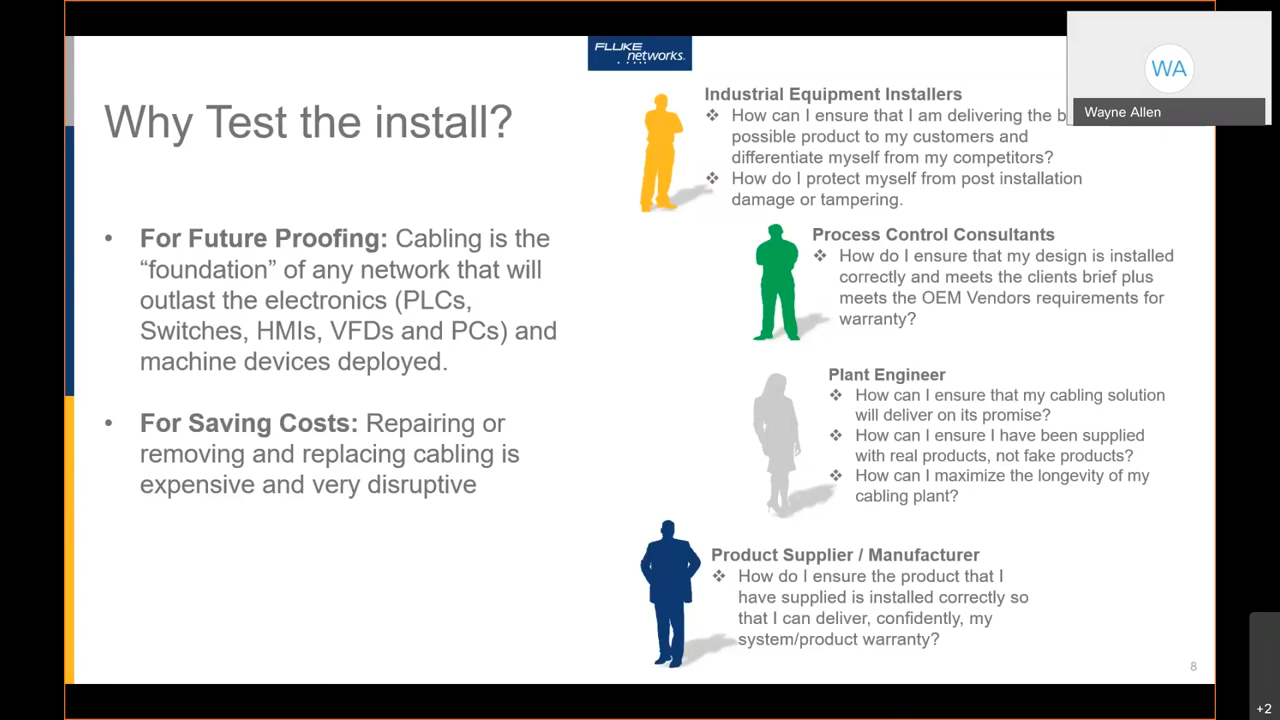 FLUKE
networks.
WA
Wayne Allen
Why Test the install?
• For Future Proofing: Cabling is the
“foundation” of any network that will
outlast the electronics (PLCs,
Switches, HMIs, VFDs and PCs) and
machine devices deployed.
• For Saving Costs: Repairing or
removing and replacing cabling is
expensive and very disruptive
Industrial Equipment Installers
❖ How can I ensure that I am delivering the b
possible product to my customers and
differentiate myself from my competitors?
❖ How do I protect myself from post installation
damage or tampering.
Process Control Consultants
❖ How do I ensure that my design is installed
correctly and meets the clients brief plus
meets the OEM Vendors requirements for
warranty?
Plant Engineer
❖ How can I ensure that my cabling solution
will deliver on its promise?
❖ How can I ensure I have been supplied
with real products, not fake products?
❖ How can I maximize the longevity of my
cabling plant?
Product Supplier / Manufacturer
❖ How do I ensure the product that I
have supplied is installed correctly so
that I can deliver, confidently, my
system/product warranty?
8
+2